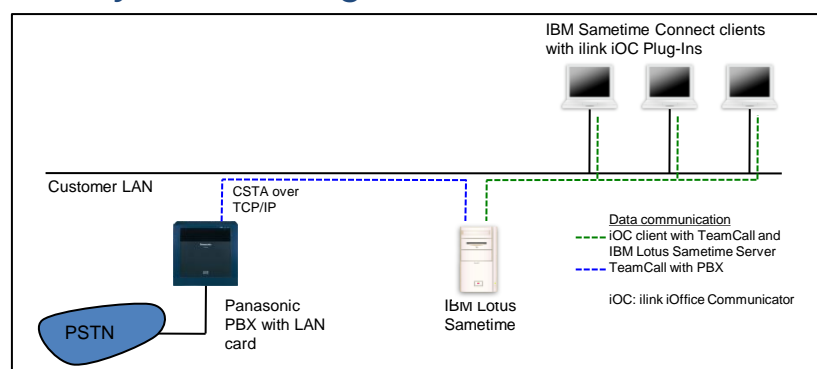 IBM Sametime Connect clients
with ilink iOC Plug-Ins
Customer LAN
CSTA over
TCP/IP
Data communication
iOC client with TeamCall and
IBM Lotus Sametime Server
TeamCall with PBX
iOC: ilink iOffice Communicator
Panasonic
PBX with LAN
card
IBM Lotus
Sametime
PSTN